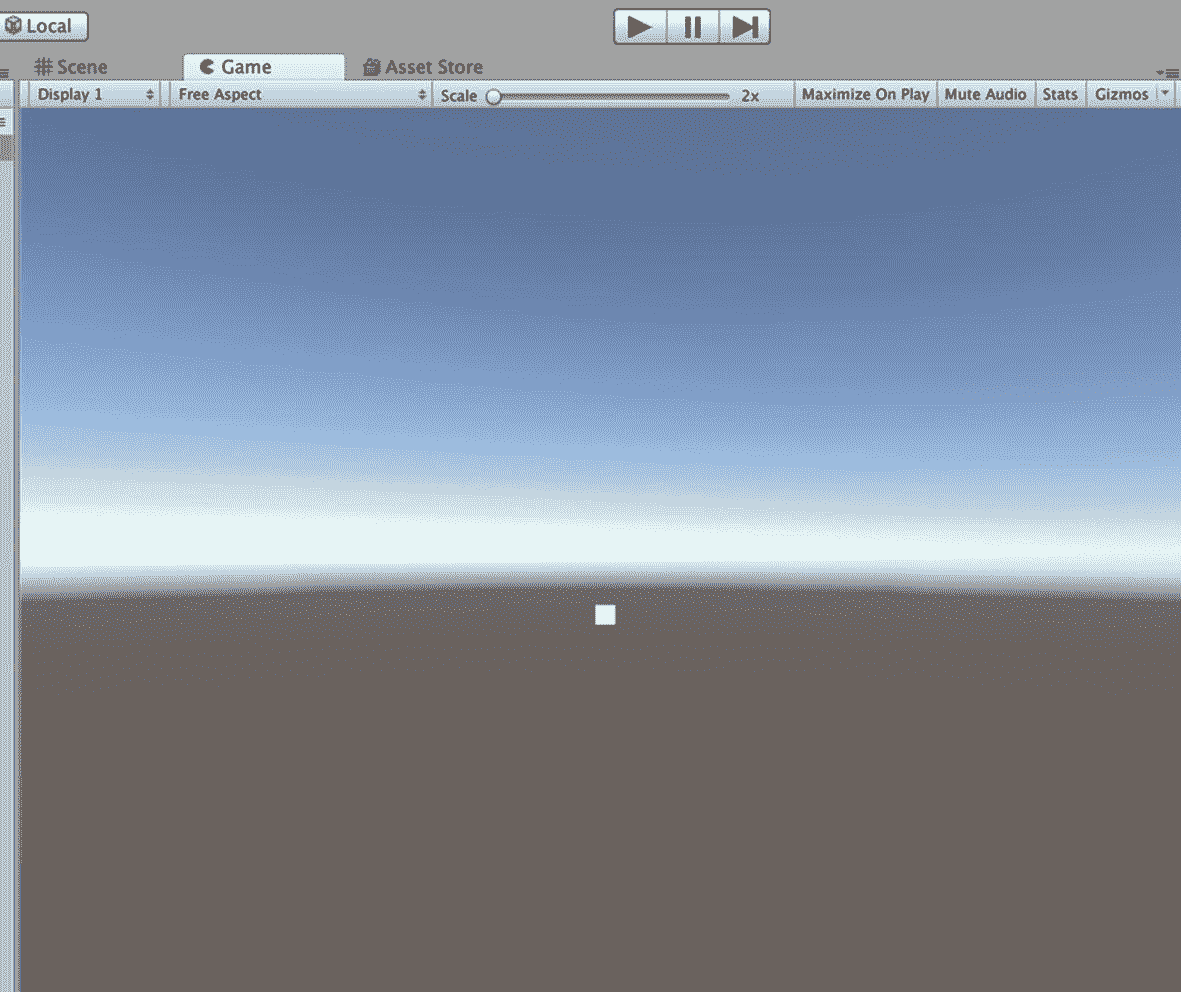 Local
Scene Game Asset Store
Display 1 Free Aspect Scale 2x Maximize On Play Mute Audio Stats Gizmos